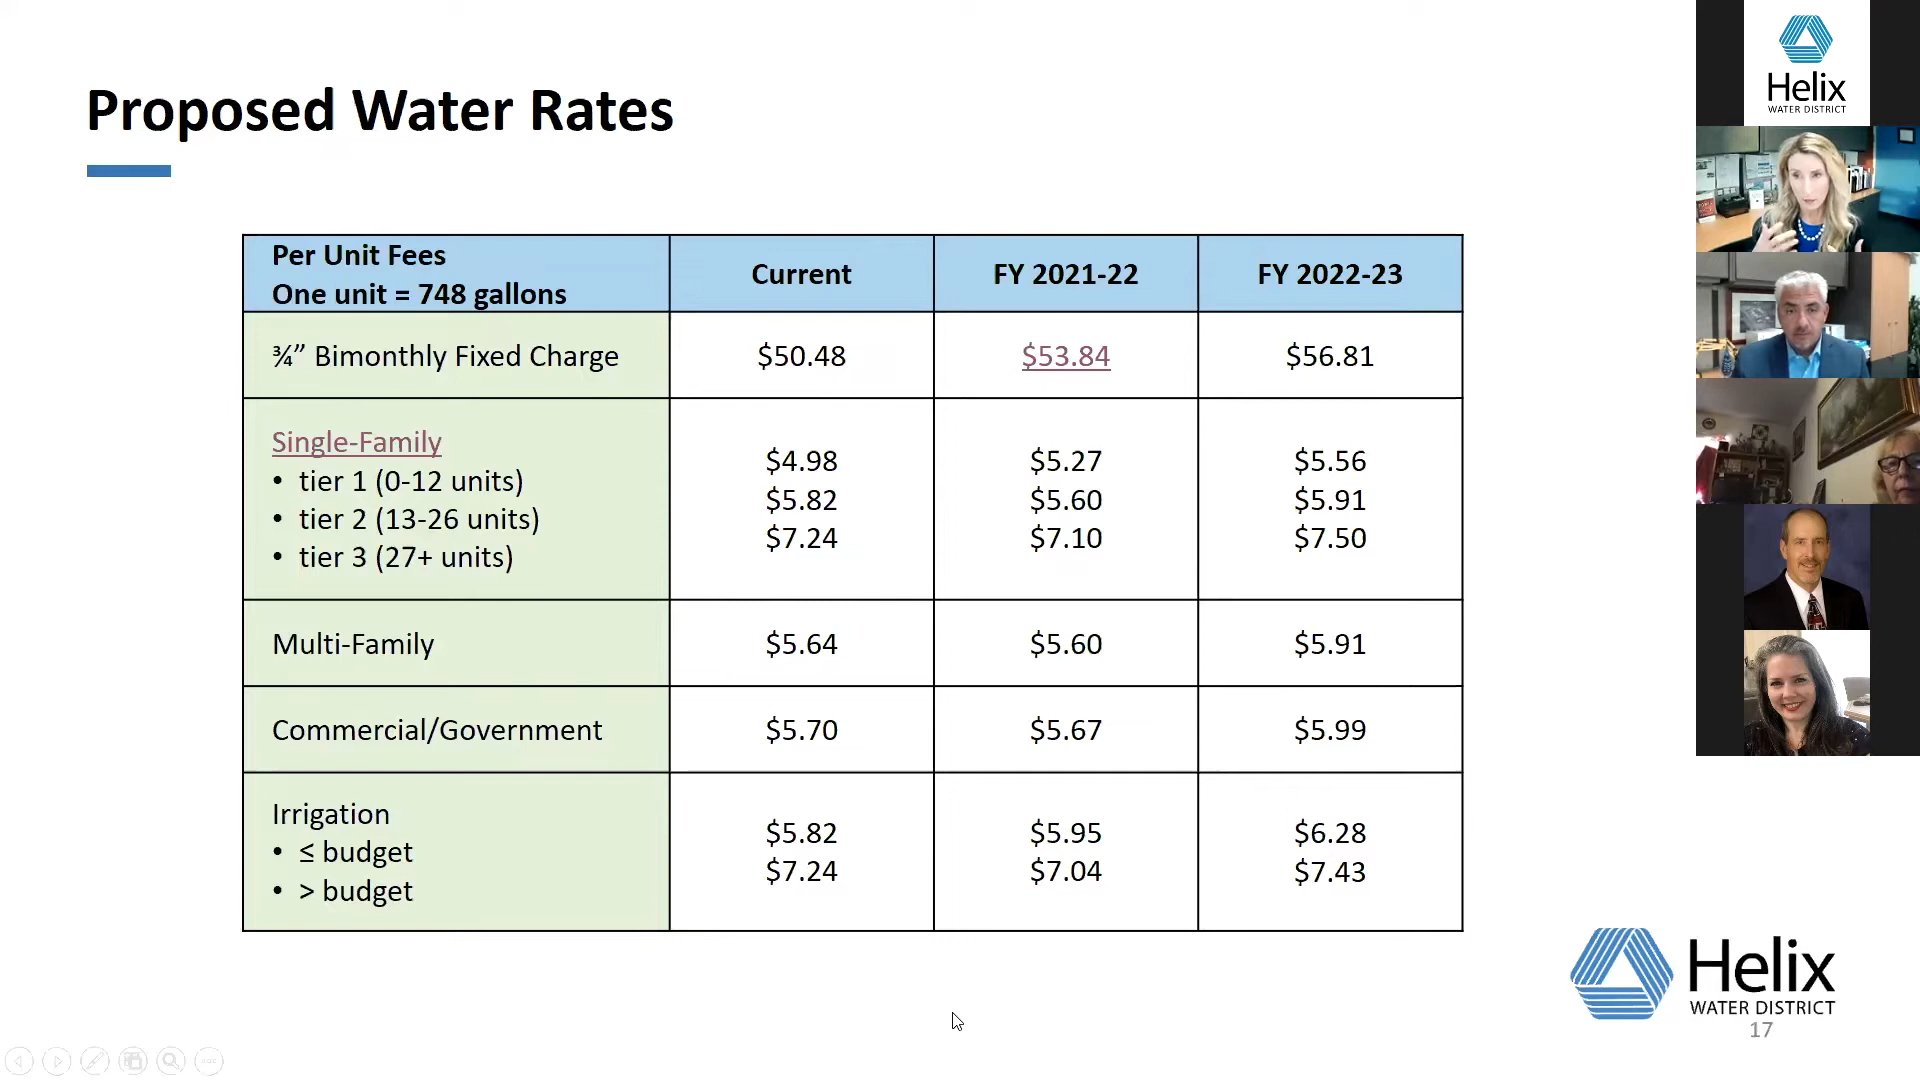 Proposed Water Rates
Per Unit Fees
One unit = 748 gallons
Current
FY 2021-22
FY 2022-23
¾” Bimonthly Fixed Charge
$50.48
$53.84
$56.81
Single-Family
• tier 1 (0-12 units)
• tier 2 (13-26 units)
• tier 3 (27+ units)
$4.98
$5.82
$7.24
$5.27
$5.60
$7.10
$5.56
$5.91
$7.50
Multi-Family
$5.64
$5.60
$5.91
Commercial/Government
$5.70
$5.67
$5.99
Irrigation
• ≤ budget
• > budget
$5.82
$7.24
$5.95
$7.04
$6.28
$7.43
Helix
WATER DISTRICT
17
Helix
WATER DISTRICT